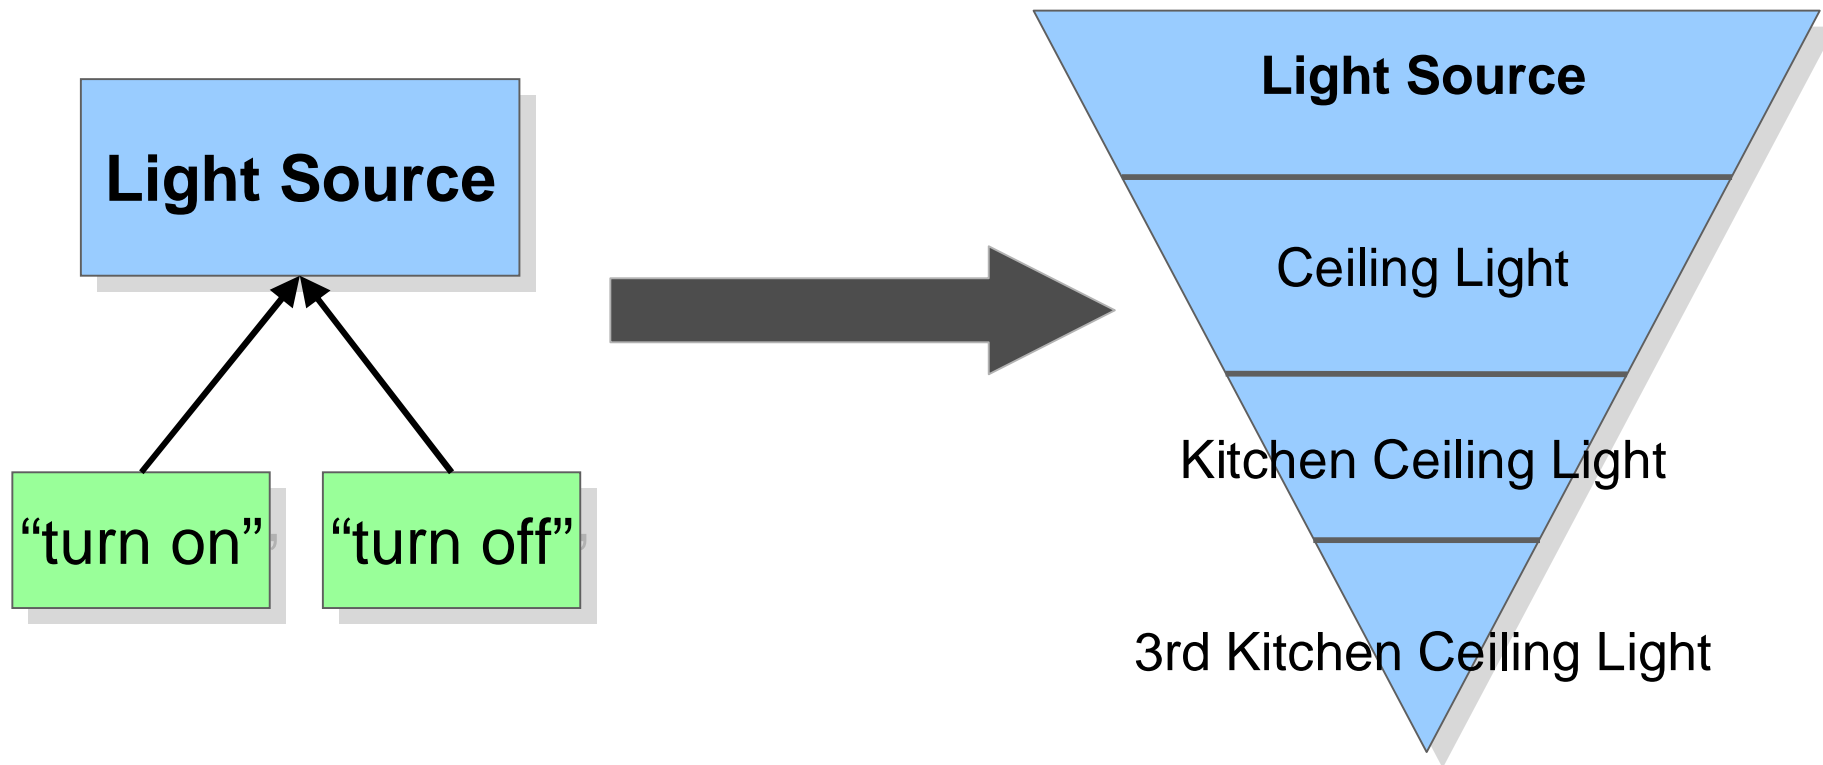 Light Source
“turn on”
“turn off”
Light Source
Ceiling Light
Kitchen Ceiling Light
3rd Kitchen Ceiling Light